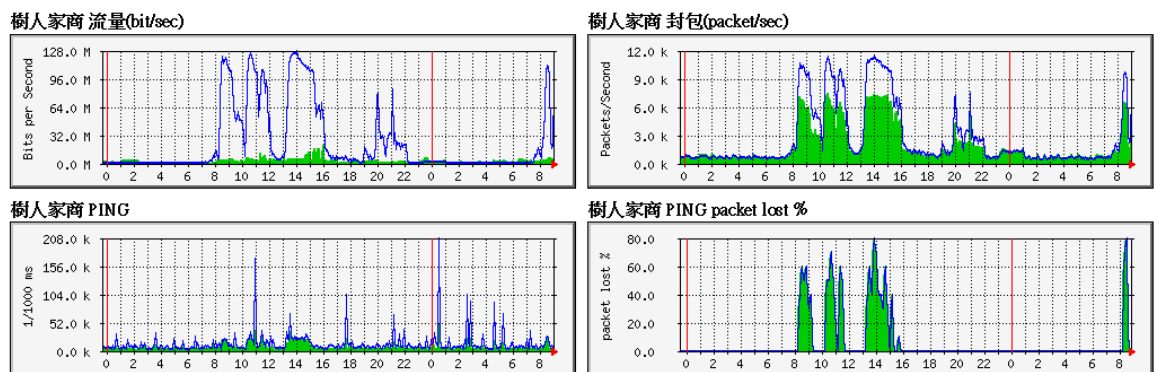 樹人家商 流量(bit/sec)
128.0 M
96.0 M
64.0 M
32.0 M
0.0 M
Bits per Second
0 2 4 6 8 10 12 14 16 18 20 22 0 2 4 6 8
樹人家商 封包(packet/sec)
12.0 k
9.0 k
6.0 k
3.0 k
0.0 k
Packets/Second
0 2 4 6 8 10 12 14 16 18 20 22 0 2 4 6 8
樹人家商 PING
208.0 k
156.0 k
104.0 k
52.0 k
0.0 k
1/1000 ms
0 2 4 6 8 10 12 14 16 18 20 22 0 2 4 6 8
樹人家商 PING packet lost %
80.0
60.0
40.0
20.0
0.0
packet lost %
0 2 4 6 8 10 12 14 16 18 20 22 0 2 4 6 8